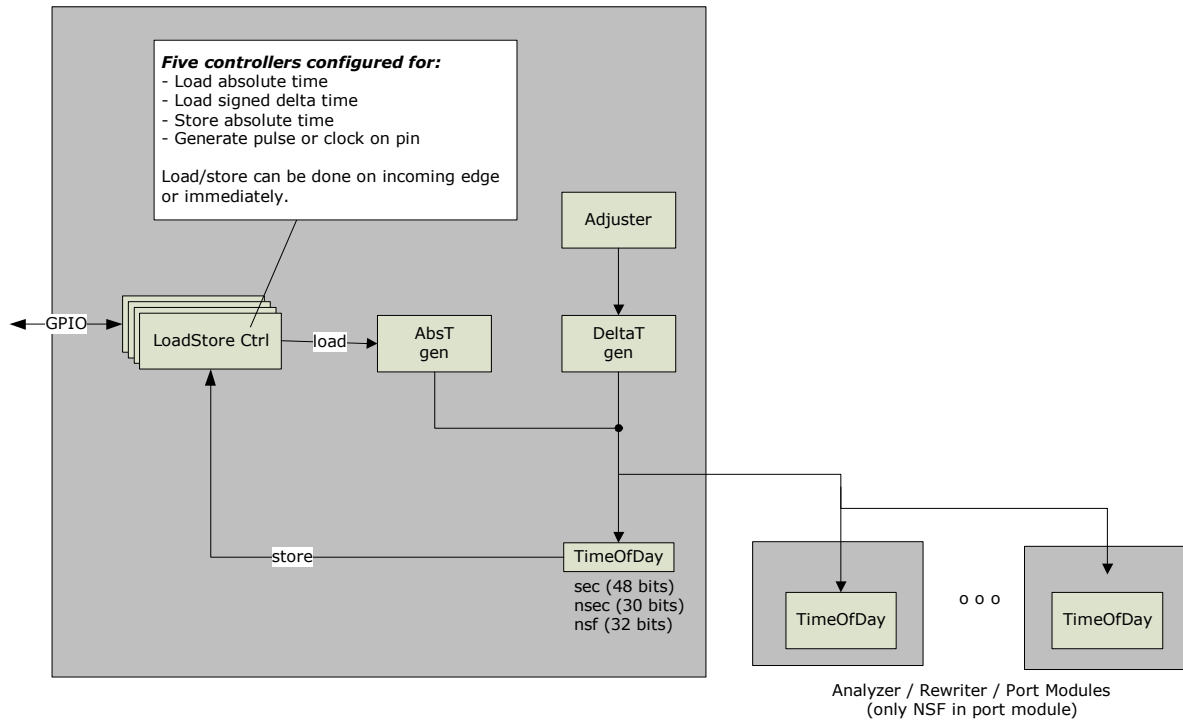 Five controllers configured for:
- Load absolute time
- Load signed delta time
- Store absolute time
- Generate pulse or clock on pin
Load/store can be done on incoming edge
or immediately.
Adjuster
GPIO
LoadStore Ctrl
load
AbsT
gen
DeltaT
gen
store
TimeOfDay
sec (48 bits)
nsec (30 bits)
nsf (32 bits)
TimeOfDay
o o o
TimeOfDay
Analyzer / Rewriter / Port Modules
(only NSF in port module)